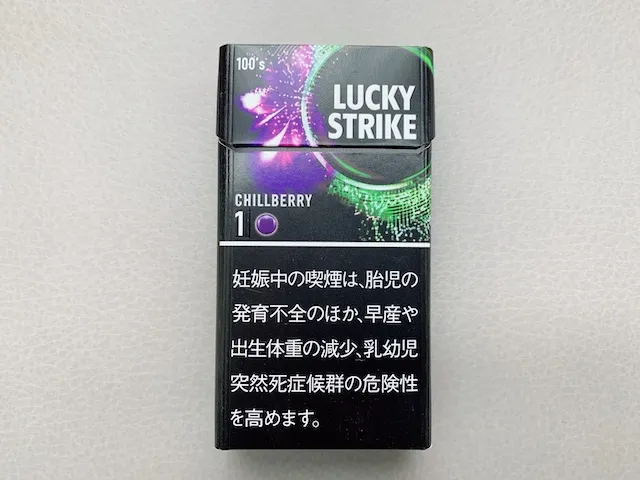 100's
LUCKY
STRIKE
CHILLBERRY
1
妊娠中の喫煙は、胎児の
発育不全のほか、早産や
出生体重の減少、乳幼児
突然死症候群の危険性
を高めます。